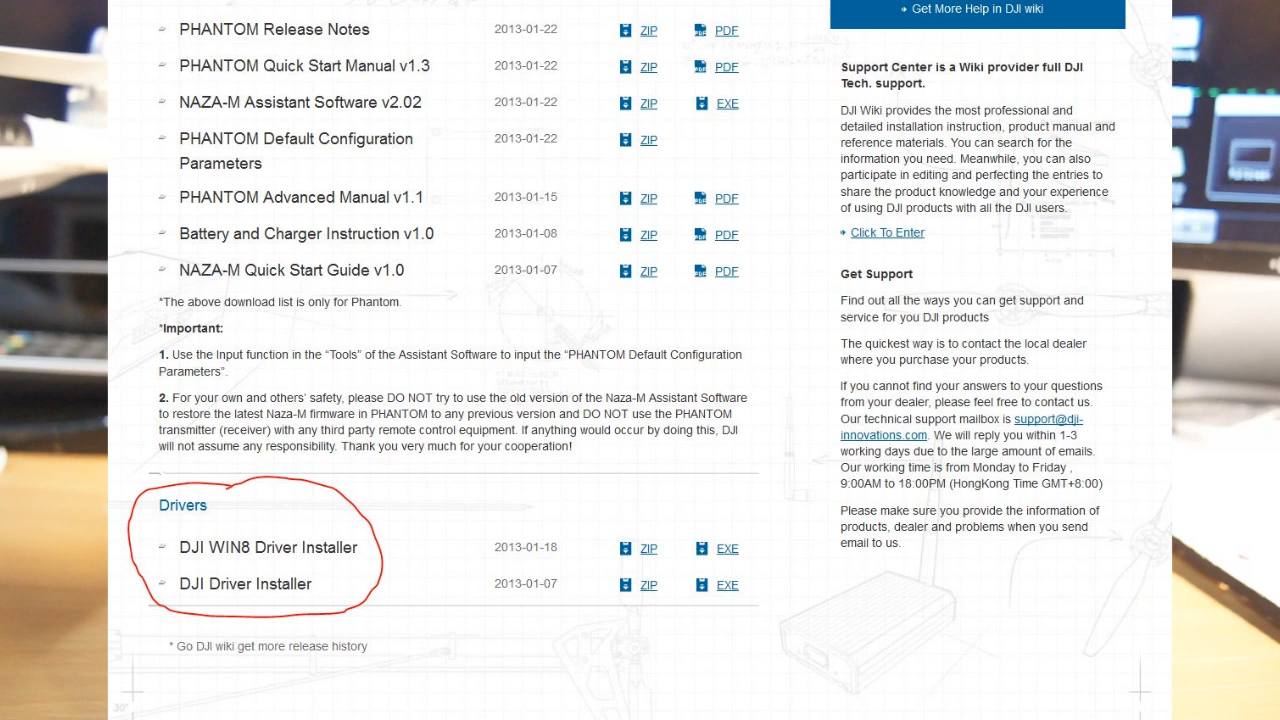 PHANTOM Release Notes 2013-01-22 ZIP PDF
PHANTOM Quick Start Manual v1.3 2013-01-22 ZIP PDF
NAZA-M Assistant Software v2.02 2013-01-22 ZIP EXE
PHANTOM Default Configuration 2013-01-22 ZIP
Parameters
PHANTOM Advanced Manual v1.1 2013-01-15 ZIP PDF
Battery and Charger Instruction v1.0 2013-01-08 ZIP PDF
NAZA-M Quick Start Guide v1.0 2013-01-07 ZIP PDF
*The above download list is only for Phantom.
*Important:
1. Use the Input function in the “Tools” of the Assistant Software to input the “PHANTOM Default Configuration
Parameters”.
2. For your own and others’ safety, please DO NOT try to use the old version of the Naza-M Assistant Software
to restore the latest Naza-M firmware in PHANTOM to any previous version and DO NOT use the PHANTOM
transmitter (receiver) with any third party remote control equipment. If anything would occur by doing this, DJI
will not assume any responsibility. Thank you very much for your cooperation!
Drivers
DJI WIN8 Driver Installer 2013-01-18 ZIP EXE
DJI Driver Installer 2013-01-07 ZIP EXE
* Go DJI wiki get more release history
Get More Help in DJI wiki
Support Center is a Wiki provider full DJI
Tech. support.
DJI Wiki provides the most professional and
detailed installation instruction, product manual and
reference materials. You can search for the
information you need. Meanwhile, you can also
participate in editing and perfecting the entries to
share the product knowledge and your experience
of using DJI products with all the DJI users.
Click To Enter
Get Support
Find out all the ways you can get support and
service for you DJI products
The quickest way is to contact the local dealer
where you purchase your products.
If you cannot find your answers to your questions
from your dealer, please feel free to contact us.
Our technical support mailbox is support@dji-
innovations.com. We will reply you within 1-3
working days due to the large amount of emails.
Our working time is from Monday to Friday ,
9:00AM to 18:00PM (HongKong Time GMT+8:00)
Please make sure you provide the information of
products, dealer and problems when you send
email to us.
30°